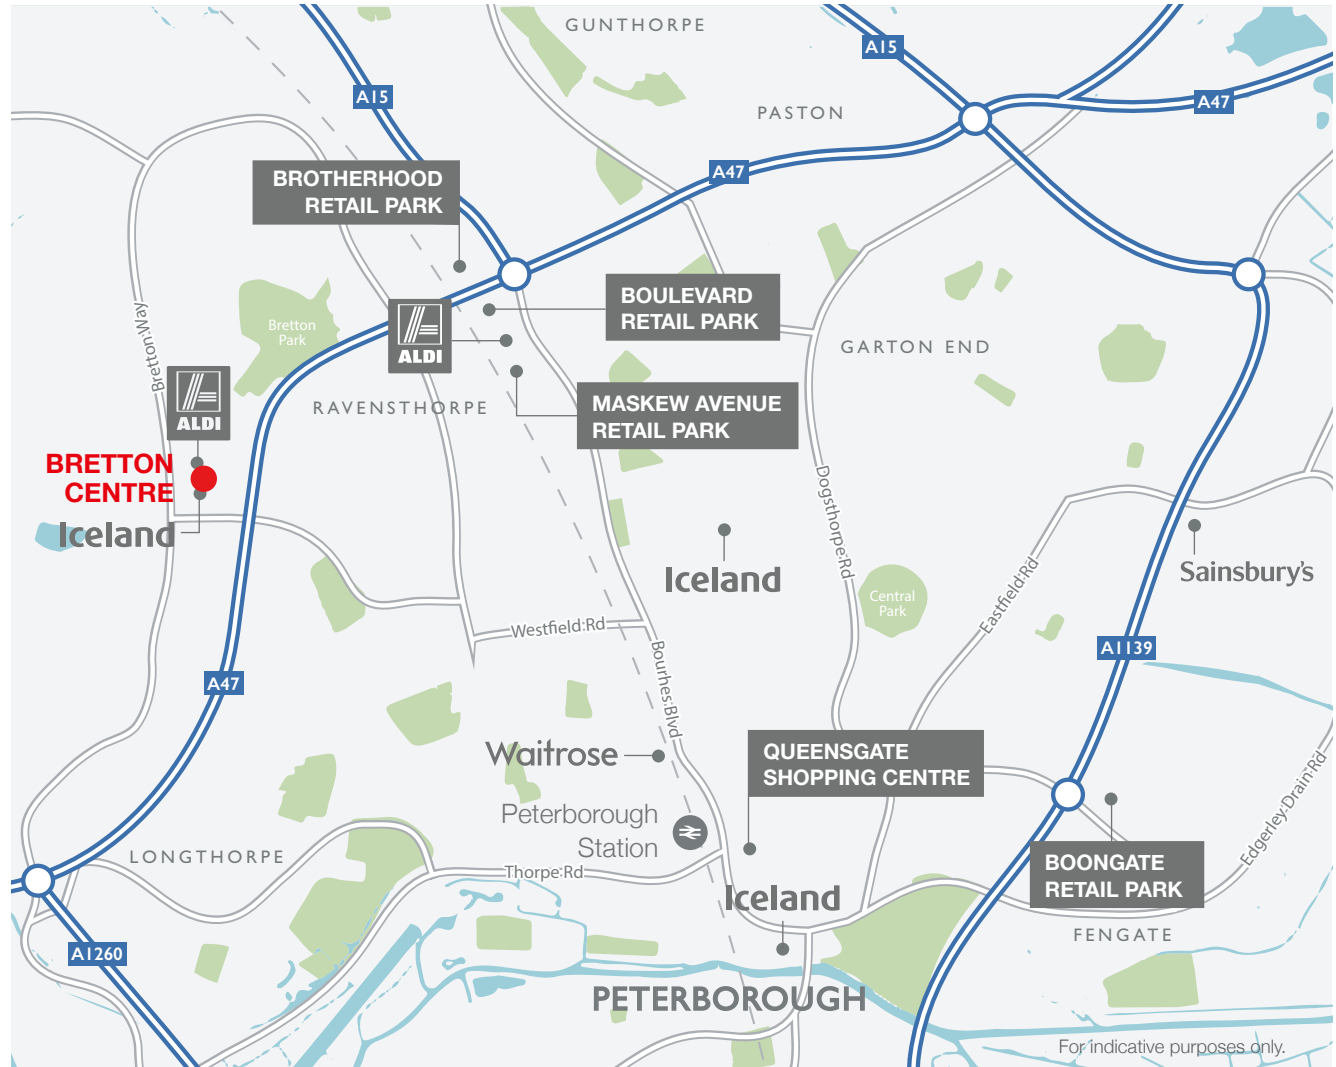 GUNTHORPE
A15
A15
A47
PASTON
A47
BROTHERHOOD
RETAIL PARK
BOULEVARD
RETAIL PARK
Bretton Way
Bretton
Park
ALDI
GARTON END
RAVENSTHORPE
MASKEW AVENUE
RETAIL PARK
ALDI
BRETTON
CENTRE
Iceland
Dogsthorpe Rd
Iceland
Sainsbury's
Central
Park
Eastfield Rd
Westfield Rd
A1139
Bourhes Blvd
A47
Waitrose
QUEENSGATE
SHOPPING CENTRE
Peterborough
Station
Edgerley Drain Rd
LONGTHORPE
Thorpe Rd
BOONGATE
RETAIL PARK
Iceland
FENGATE
A1260
PETERBOROUGH
For indicative purposes only.